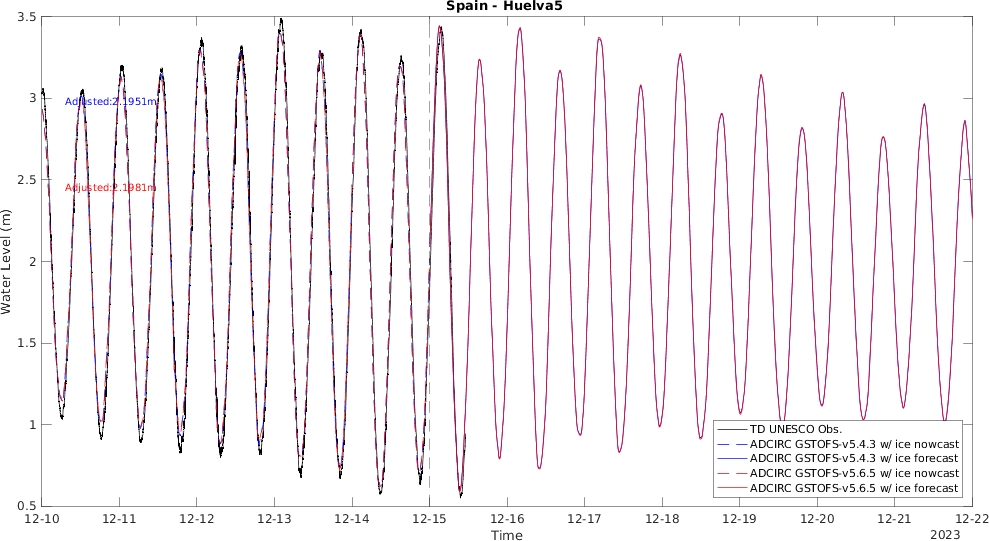 Spain - Huelva5
3.5
3
2.5
2
1.5
1
0.5
Water Level (m)
Adjusted:2.1951m
Adjusted:2.1981m
TD UNESCO Obs.
ADCIRC GSTOFS-v5.4.3 w/ ice nowcast
ADCIRC GSTOFS-v5.4.3 w/ ice forecast
ADCIRC GSTOFS-v5.6.5 w/ ice nowcast
ADCIRC GSTOFS-v5.6.5 w/ ice forecast
12-10 12-11 12-12 12-13 12-14 12-15 12-16 12-17 12-18 12-19 12-20 12-21 12-22
Time
2023